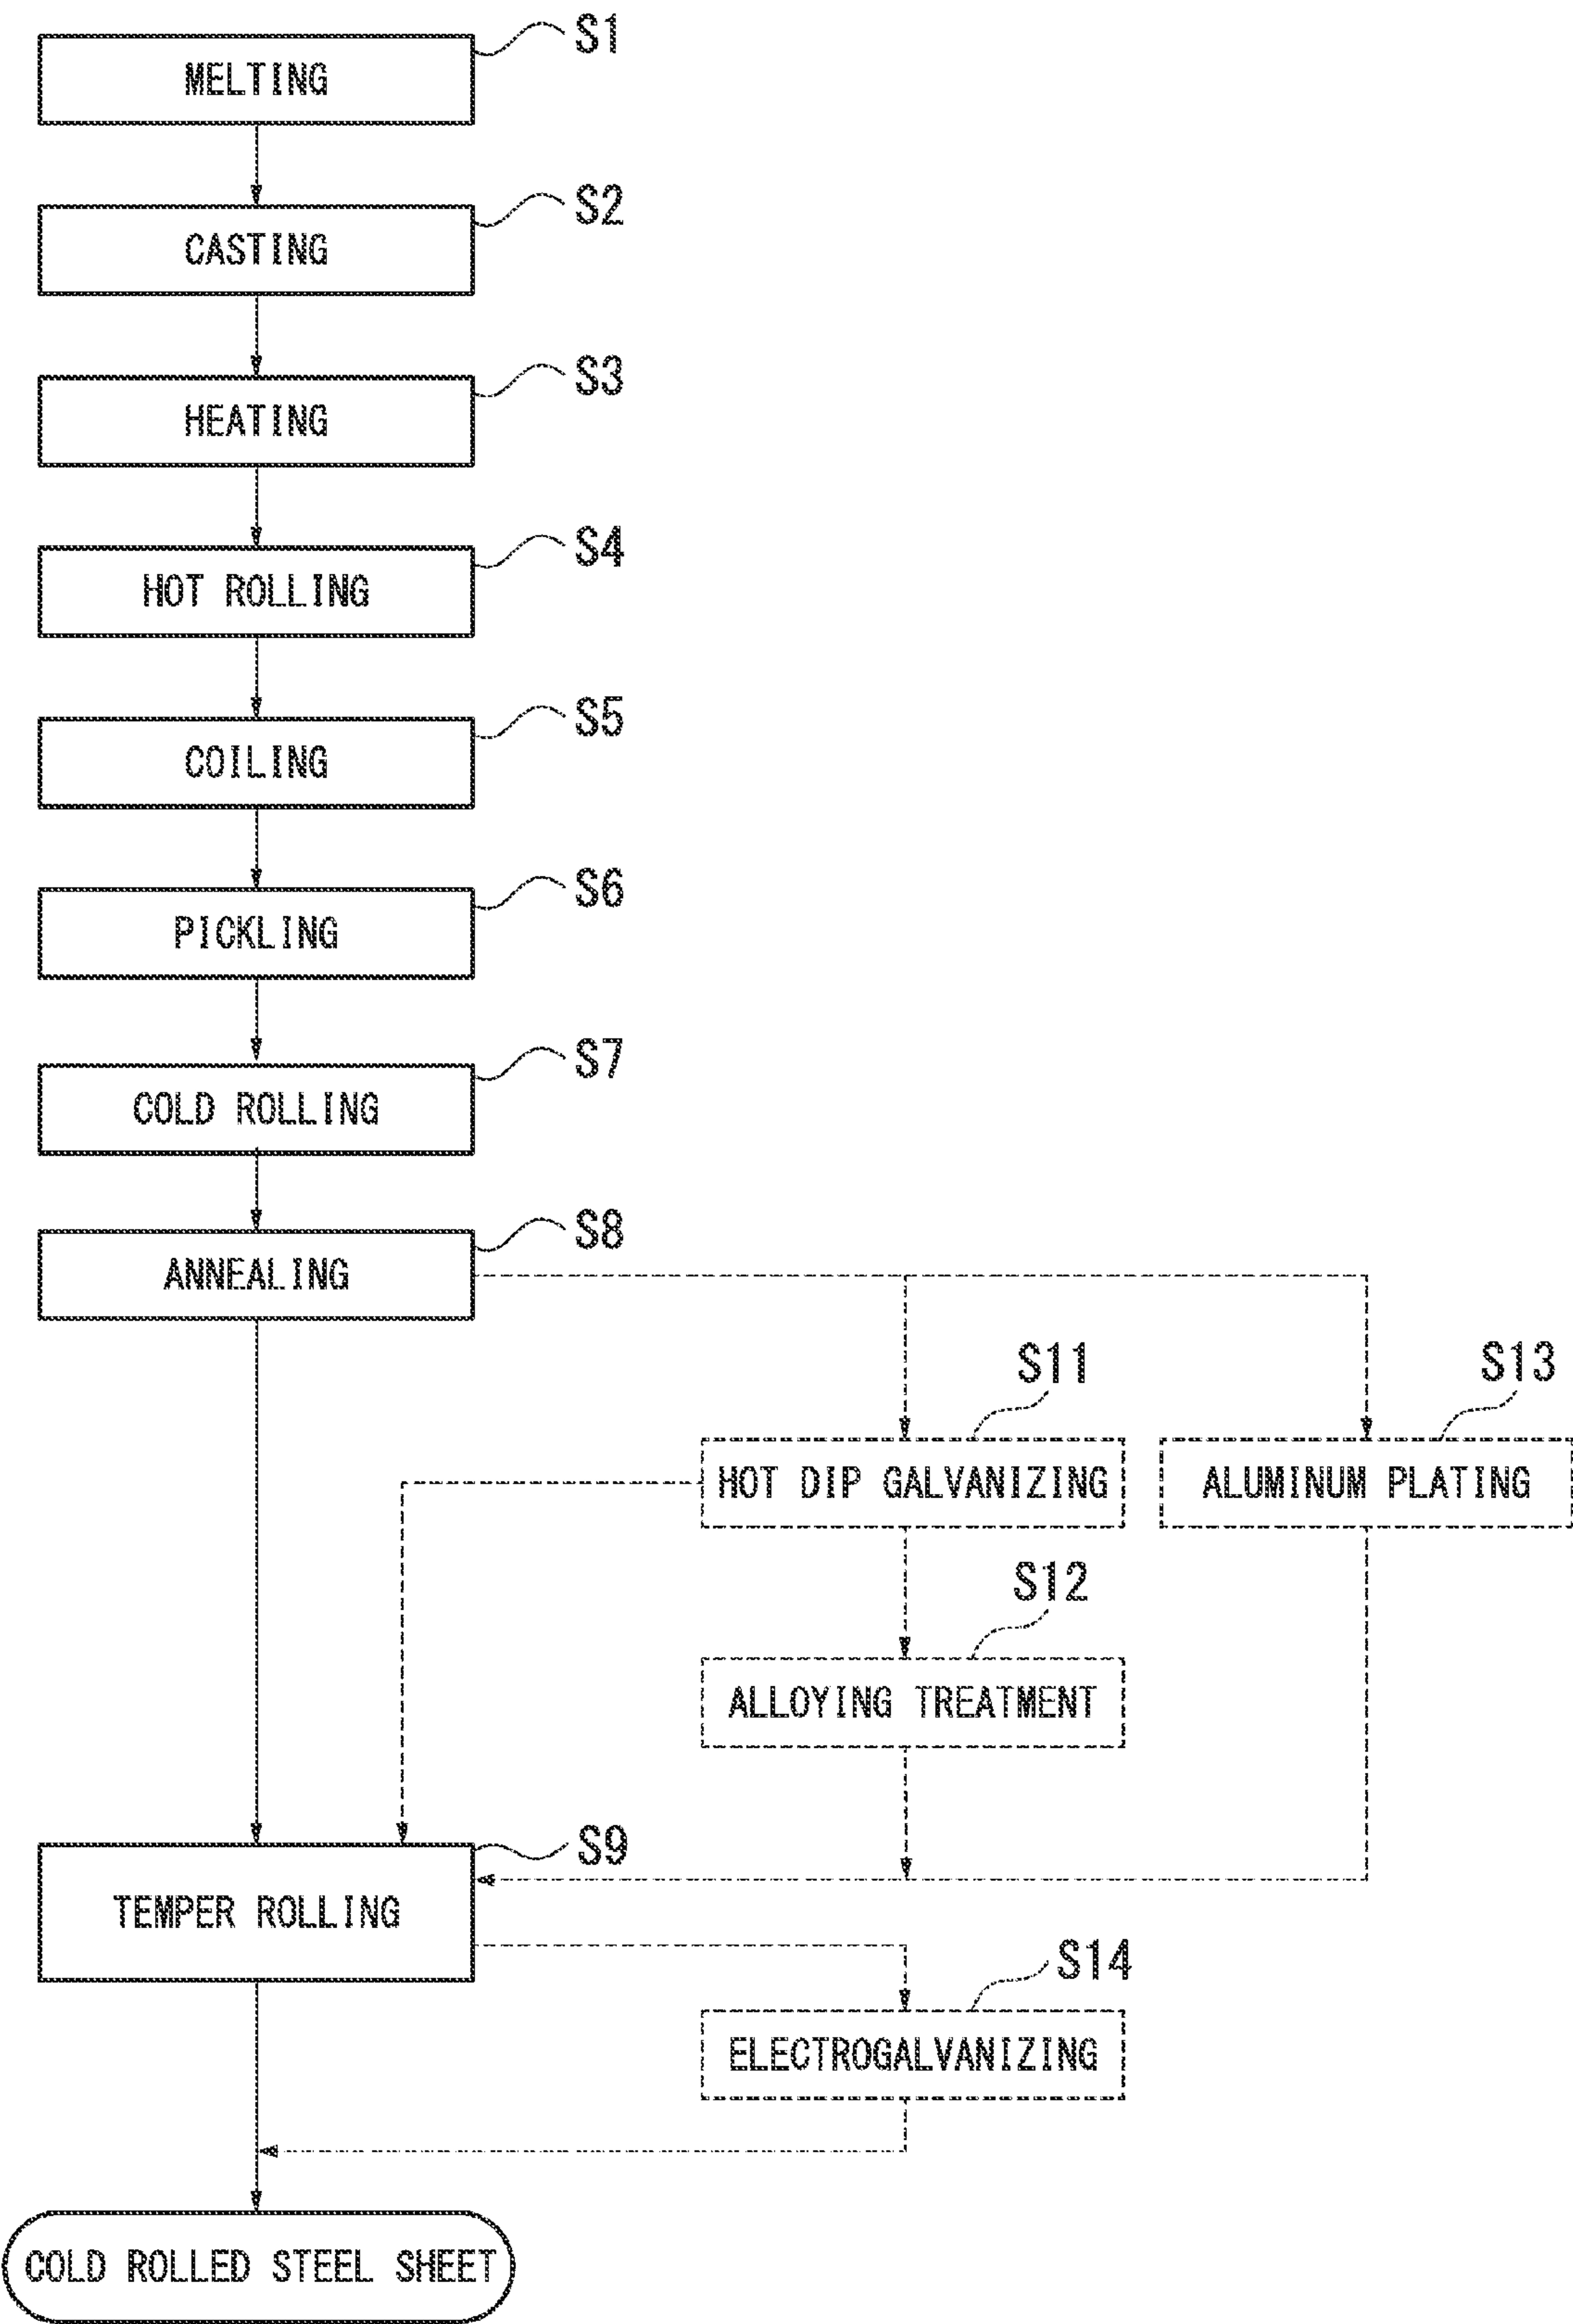 S1
MELTING
S2
CASTING
S3
HEATING
S4
HOT ROLLING
S5
COILING
S6
PICKLING
S7
COLD ROLLING
S8
ANNEALING
S11
S13
HOT DIP GALVANIZING
ALUMINUM PLATING
S12
ALLOYING TREATMENT
S9
TEMPER ROLLING
S14
ELECTROGALVANIZING
COLD ROLLED STEEL SHEET